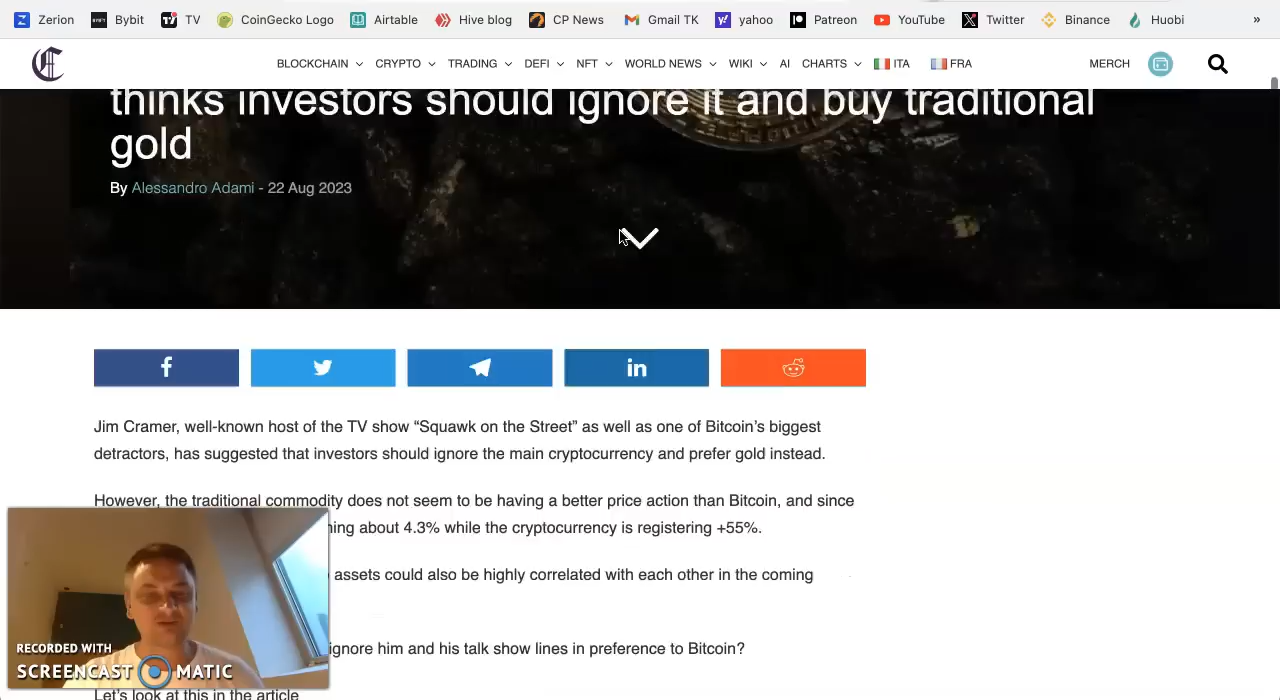 Zerion Bybit TV CoinGecko Logo Airtable Hive blog CP News Gmail TK yahoo Patreon YouTube Twitter Binance Huobi »
BLOCKCHAIN CRYPTO TRADING DEFI NFT WORLD NEWS WIKI AI CHARTS ITA FRA MERCH
thinks investors should ignore it and buy traditional
gold
By Alessandro Adami - 22 Aug 2023
Jim Cramer, well-known host of the TV show “Squawk on the Street” as well as one of Bitcoin’s biggest
detractors, has suggested that investors should ignore the main cryptocurrency and prefer gold instead.
However, the traditional commodity does not seem to be having a better price action than Bitcoin, and since
about 4.3% while the cryptocurrency is registering +55%.
assets could also be highly correlated with each other in the coming
ignore him and his talk show lines in preference to Bitcoin?
Let's look at this in the article
RECORDED WITH
SCREENCAST MATIC